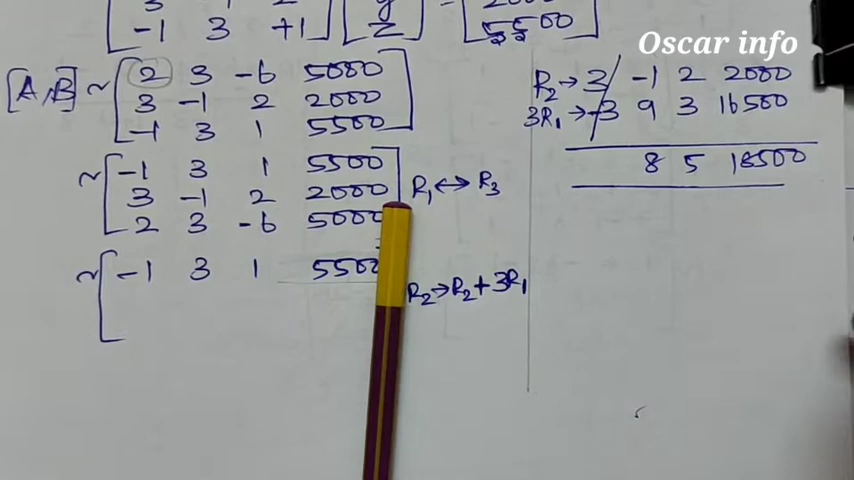 -1 3 +1 z 5500
Oscar info
[A,B] ~ [ 2 3 -6 5000
3 -1 2 2000
-1 3 1 5500 ]
~ [ -1 3 1 5500
3 -1 2 2000
2 3 -6 5000 ] R₁ ↔ R₃
~ [ -1 3 1 5500
R₂ → R₂ + 3R₁
R₂ → 3 -1 2 2000
3R₁ → -3 9 3 16500
8 5 18500